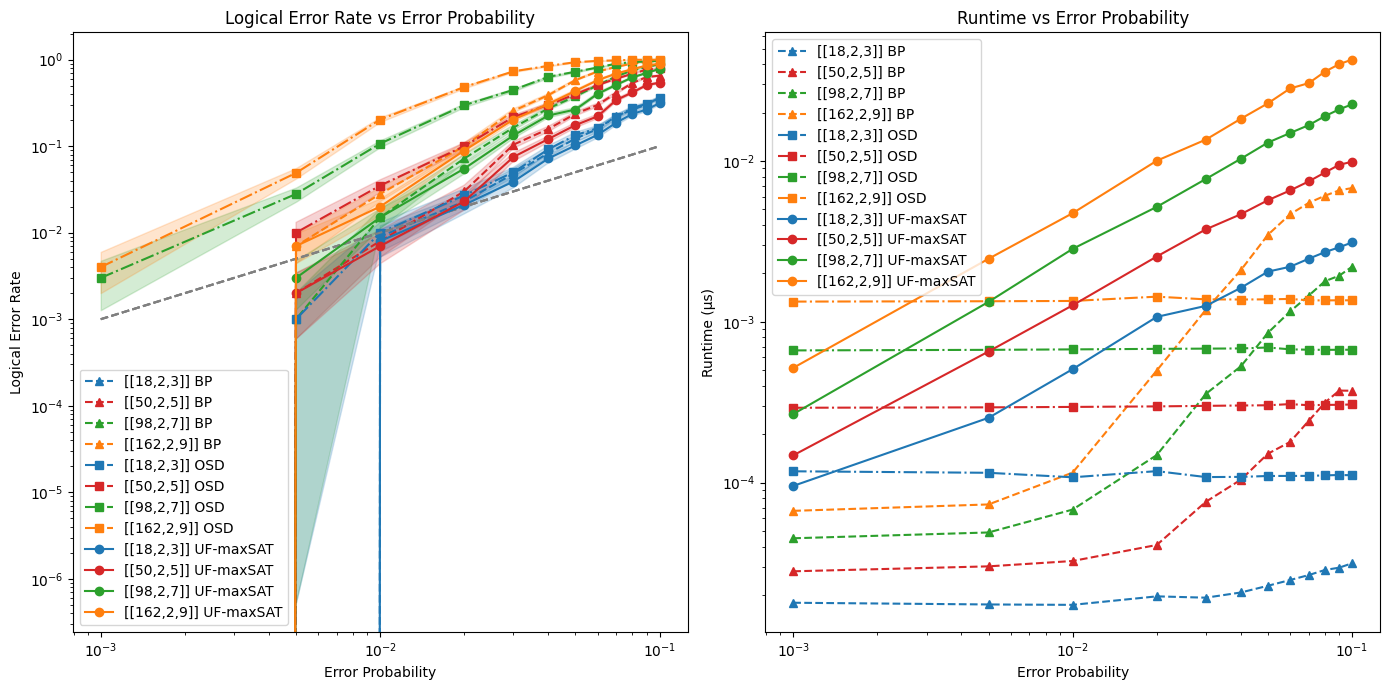 Logical Error Rate vs Error Probability
Logical Error Rate
10⁰
10⁻¹
10⁻²
10⁻³
10⁻⁴
10⁻⁵
10⁻⁶
[[18,2,3]] BP
[[50,2,5]] BP
[[98,2,7]] BP
[[162,2,9]] BP
[[18,2,3]] OSD
[[50,2,5]] OSD
[[98,2,7]] OSD
[[162,2,9]] OSD
[[18,2,3]] UF-maxSAT
[[50,2,5]] UF-maxSAT
[[98,2,7]] UF-maxSAT
[[162,2,9]] UF-maxSAT
10⁻³
10⁻²
10⁻¹
Error Probability
Runtime vs Error Probability
Runtime (μs)
10⁻²
10⁻³
10⁻⁴
[[18,2,3]] BP
[[50,2,5]] BP
[[98,2,7]] BP
[[162,2,9]] BP
[[18,2,3]] OSD
[[50,2,5]] OSD
[[98,2,7]] OSD
[[162,2,9]] OSD
[[18,2,3]] UF-maxSAT
[[50,2,5]] UF-maxSAT
[[98,2,7]] UF-maxSAT
[[162,2,9]] UF-maxSAT
10⁻³
10⁻²
10⁻¹
Error Probability